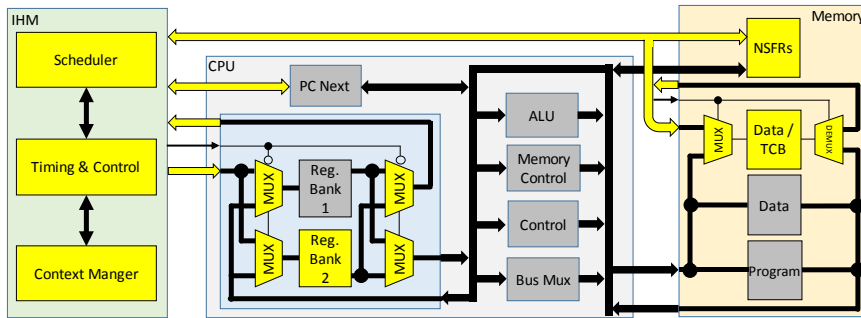 IHM
Scheduler
Timing & Control
Context Manger
CPU
PC Next
MUX
Reg.
Bank
1
MUX
MUX
Reg.
Bank
2
MUX
ALU
Memory
Control
Control
Bus Mux
Memory
NSFRs
MUX
Data /
TCB
DEMUX
Data
Program